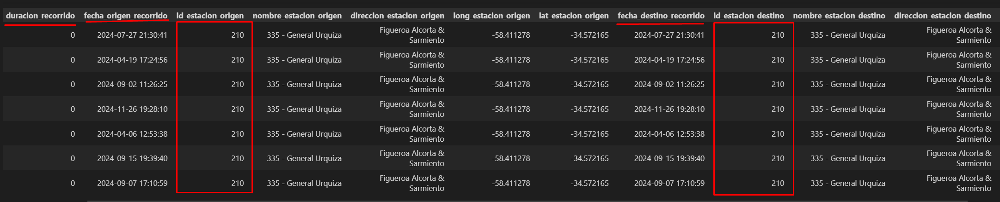 duracion_recorrido fecha_origen_recorrido id_estacion_origen nombre_estacion_origen direccion_estacion_origen long_estacion_origen lat_estacion_origen fecha_destino_recorrido id_estacion_destino nombre_estacion_destino direccion_estacion_destino
0 2024-07-27 21:30:41 210 335 - General Urquiza Figueroa Alcorta & Sarmiento -58.411278 -34.572165 2024-07-27 21:30:41 210 335 - General Urquiza Figueroa Alcorta & Sarmiento
0 2024-04-19 17:24:56 210 335 - General Urquiza Figueroa Alcorta & Sarmiento -58.411278 -34.572165 2024-04-19 17:24:56 210 335 - General Urquiza Figueroa Alcorta & Sarmiento
0 2024-09-02 11:26:25 210 335 - General Urquiza Figueroa Alcorta & Sarmiento -58.411278 -34.572165 2024-09-02 11:26:25 210 335 - General Urquiza Figueroa Alcorta & Sarmiento
0 2024-11-26 19:28:10 210 335 - General Urquiza Figueroa Alcorta & Sarmiento -58.411278 -34.572165 2024-11-26 19:28:10 210 335 - General Urquiza Figueroa Alcorta & Sarmiento
0 2024-04-06 12:53:38 210 335 - General Urquiza Figueroa Alcorta & Sarmiento -58.411278 -34.572165 2024-04-06 12:53:38 210 335 - General Urquiza Figueroa Alcorta & Sarmiento
0 2024-09-15 19:39:40 210 335 - General Urquiza Figueroa Alcorta & Sarmiento -58.411278 -34.572165 2024-09-15 19:39:40 210 335 - General Urquiza Figueroa Alcorta & Sarmiento
0 2024-09-07 17:10:59 210 335 - General Urquiza Figueroa Alcorta & Sarmiento -58.411278 -34.572165 2024-09-07 17:10:59 210 335 - General Urquiza Figueroa Alcorta & Sarmiento